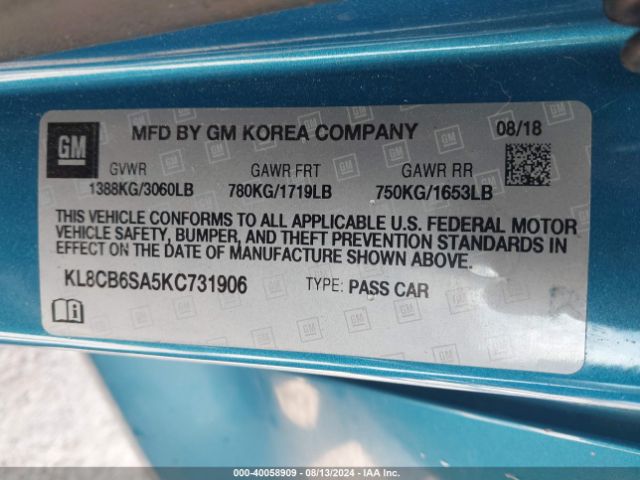 GM MFD BY GM KOREA COMPANY 08/18
GVWR GAWR FRT GAWR RR
1388KG/3060LB 780KG/1719LB 750KG/1653LB
THIS VEHICLE CONFORMS TO ALL APPLICABLE U.S. FEDERAL MOTOR
VEHICLE SAFETY, BUMPER, AND THEFT PREVENTION STANDARDS IN
EFFECT ON THE DATE OF MANUFACTURE SHOWN ABOVE.
KL8CB6SA5KC731906 TYPE: PASS CAR
000-40058909 - 08/13/2024 - IAA Inc.